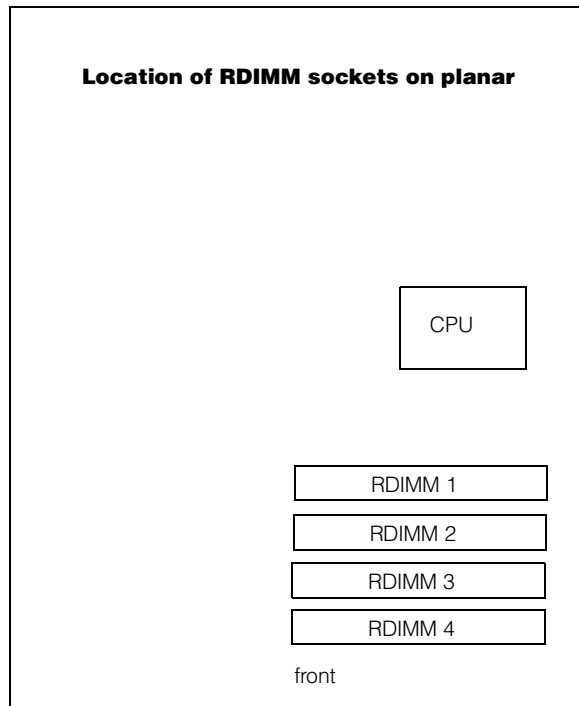 Location of RDIMM sockets on planar
CPU
RDIMM 1
RDIMM 2
RDIMM 3
RDIMM 4
front